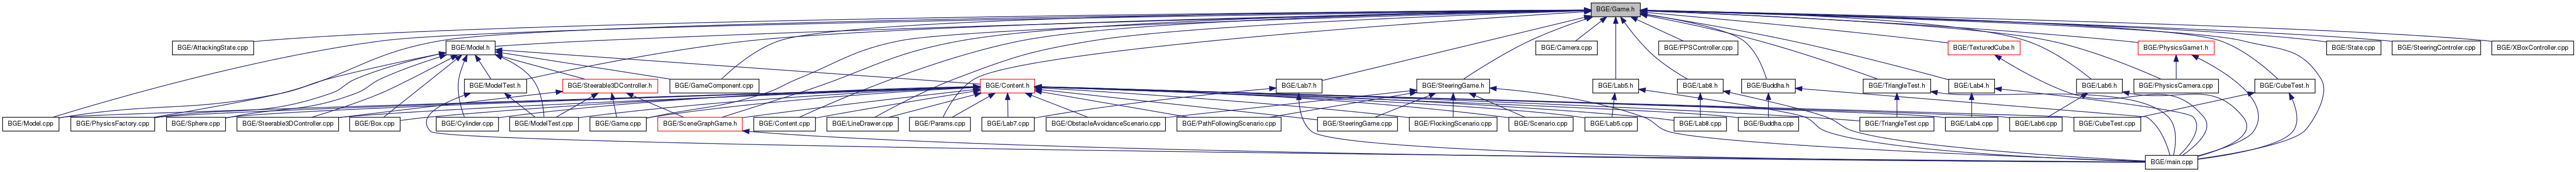 BGE/Game.h
BGE/AttackingState.cpp
BGE/Model.h
BGE/Camera.cpp
BGE/FPSController.cpp
BGE/TexturedCube.h
BGE/PhysicsGame1.h
BGE/State.cpp
BGE/SteeringControler.cpp
BGE/XBoxController.cpp
BGE/ModelTest.h
BGE/Steerable3DController.h
BGE/GameComponent.cpp
BGE/Content.h
BGE/Lab7.h
BGE/SteeringGame.h
BGE/Lab5.h
BGE/Lab8.h
BGE/Buddha.h
BGE/TriangleTest.h
BGE/Lab4.h
BGE/Lab6.h
BGE/PhysicsCamera.cpp
BGE/CubeTest.h
BGE/Model.cpp
BGE/PhysicsFactory.cpp
BGE/Sphere.cpp
BGE/Steerable3DController.cpp
BGE/Box.cpp
BGE/Cylinder.cpp
BGE/ModelTest.cpp
BGE/Game.cpp
BGE/SceneGraphGame.h
BGE/Content.cpp
BGE/LineDrawer.cpp
BGE/Params.cpp
BGE/Lab7.cpp
BGE/ObstacleAvoidanceScenario.cpp
BGE/PathFollowingScenario.cpp
BGE/SteeringGame.cpp
BGE/FlockingScenario.cpp
BGE/Scenario.cpp
BGE/Lab5.cpp
BGE/Lab8.cpp
BGE/Buddha.cpp
BGE/TriangleTest.cpp
BGE/Lab4.cpp
BGE/Lab6.cpp
BGE/CubeTest.cpp
BGE/main.cpp